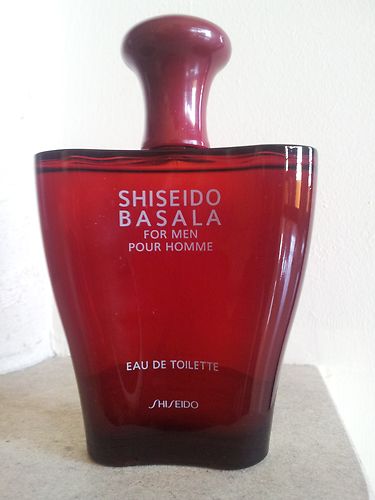 SHISEIDO
BASALA
FOR MEN
POUR HOMME
EAU DE TOILETTE
SHISEIDO